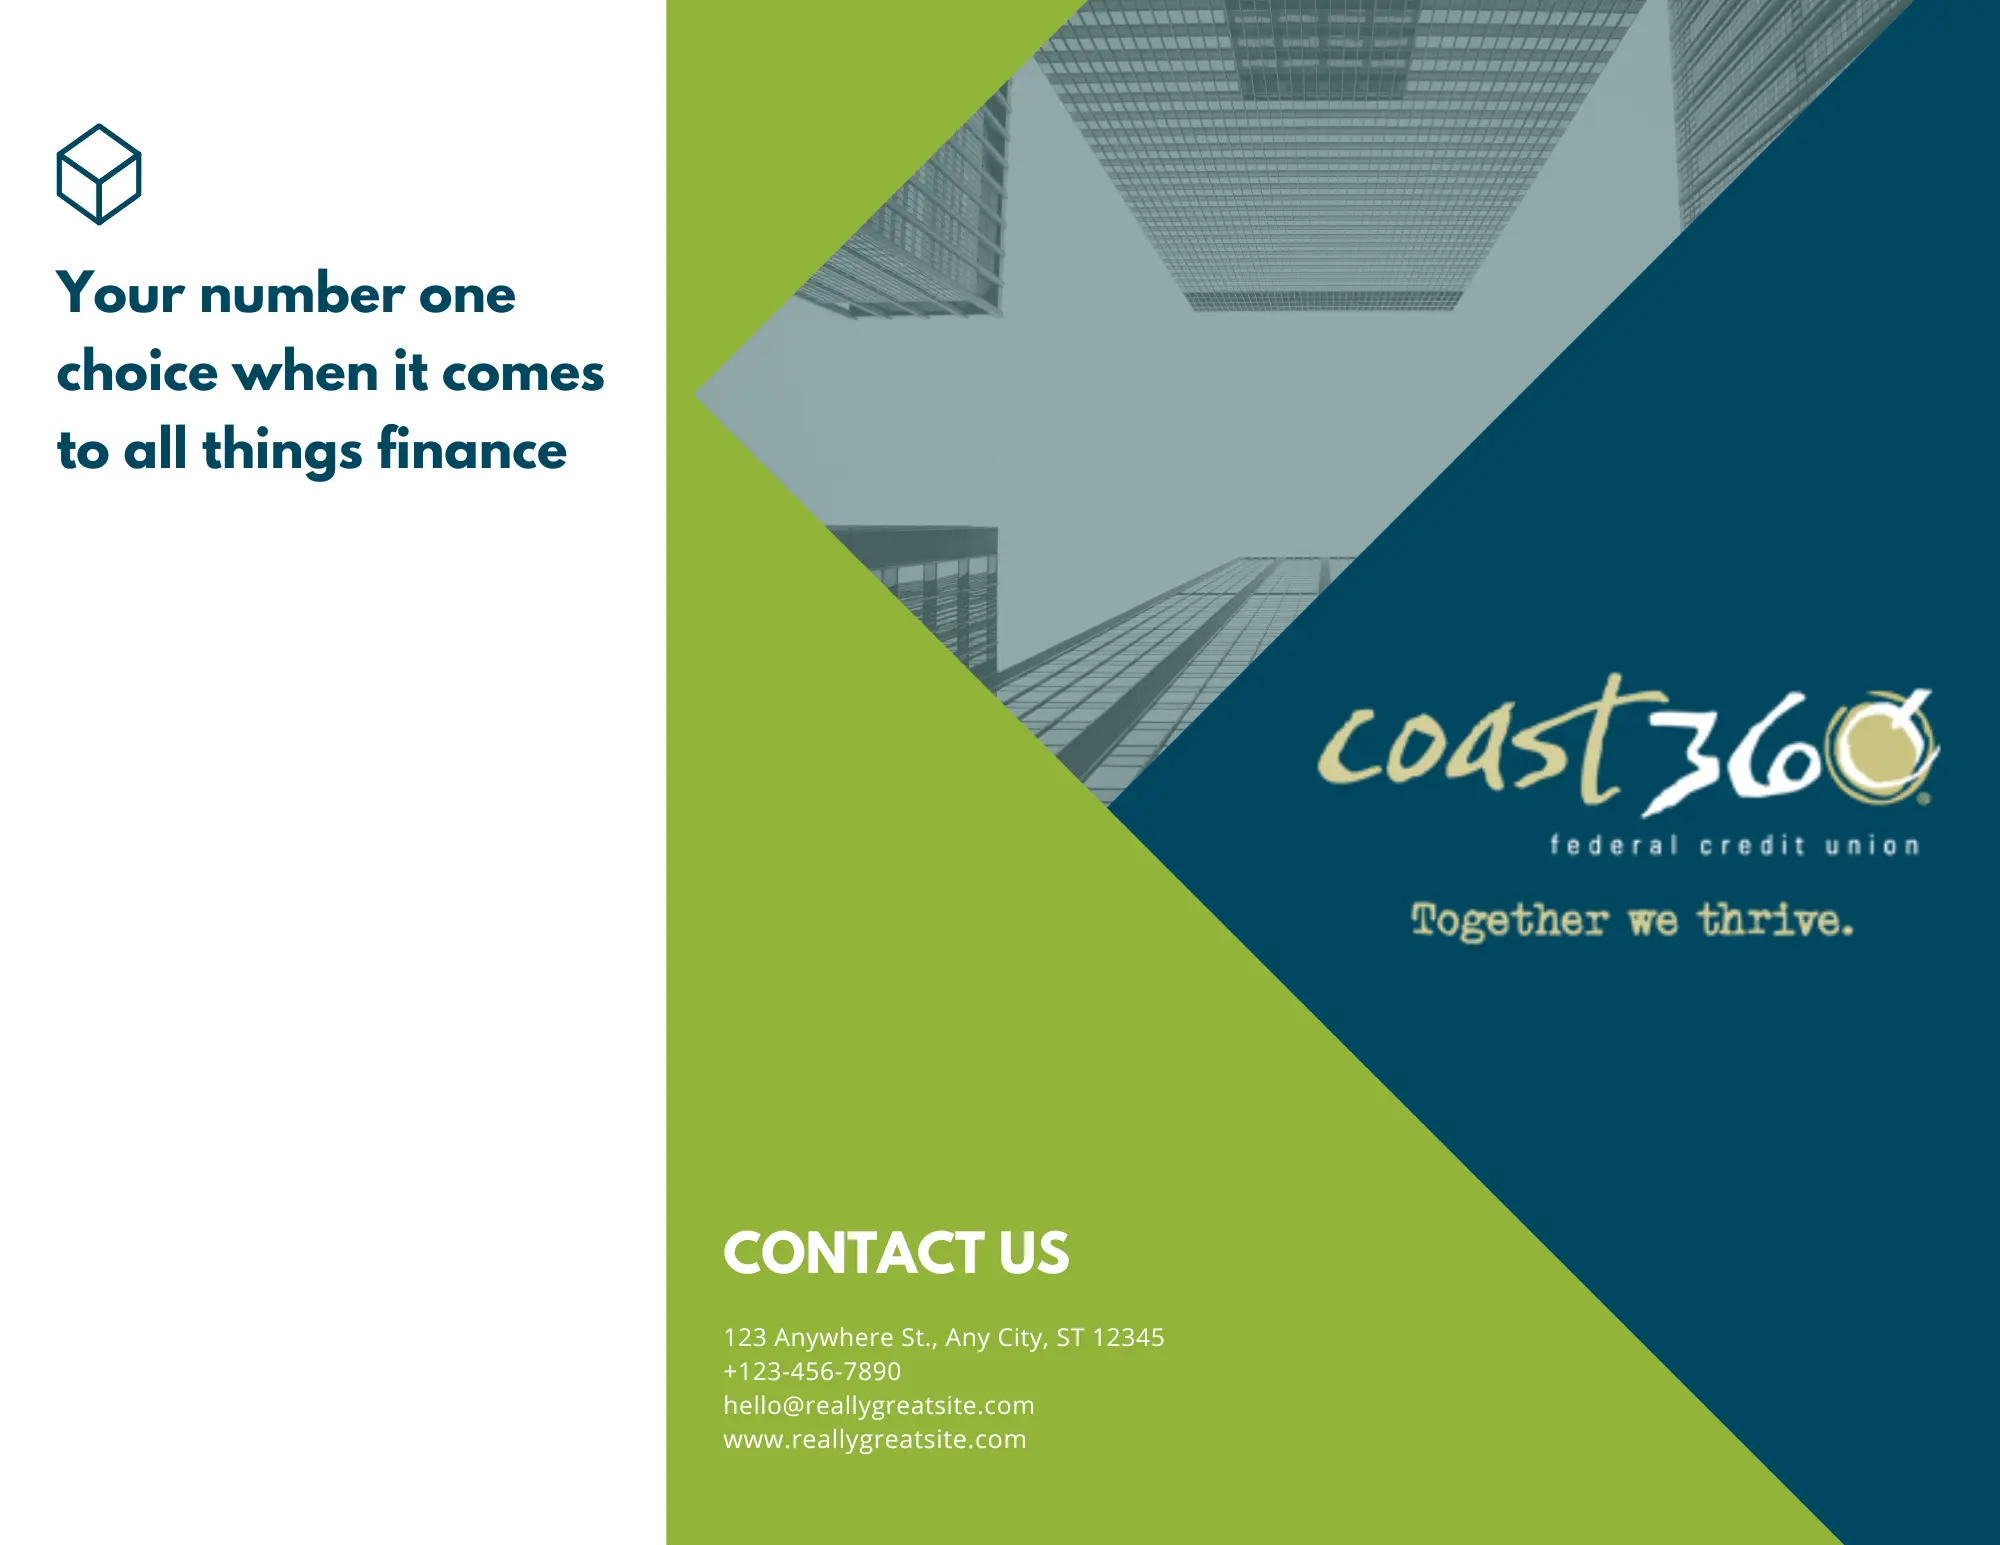 Your number one
choice when it comes
to all things finance
coast360
federal credit union
Together we thrive.
CONTACT US
123 Anywhere St., Any City, ST 12345
+123-456-7890
hello@reallygreatsite.com
www.reallygreatsite.com